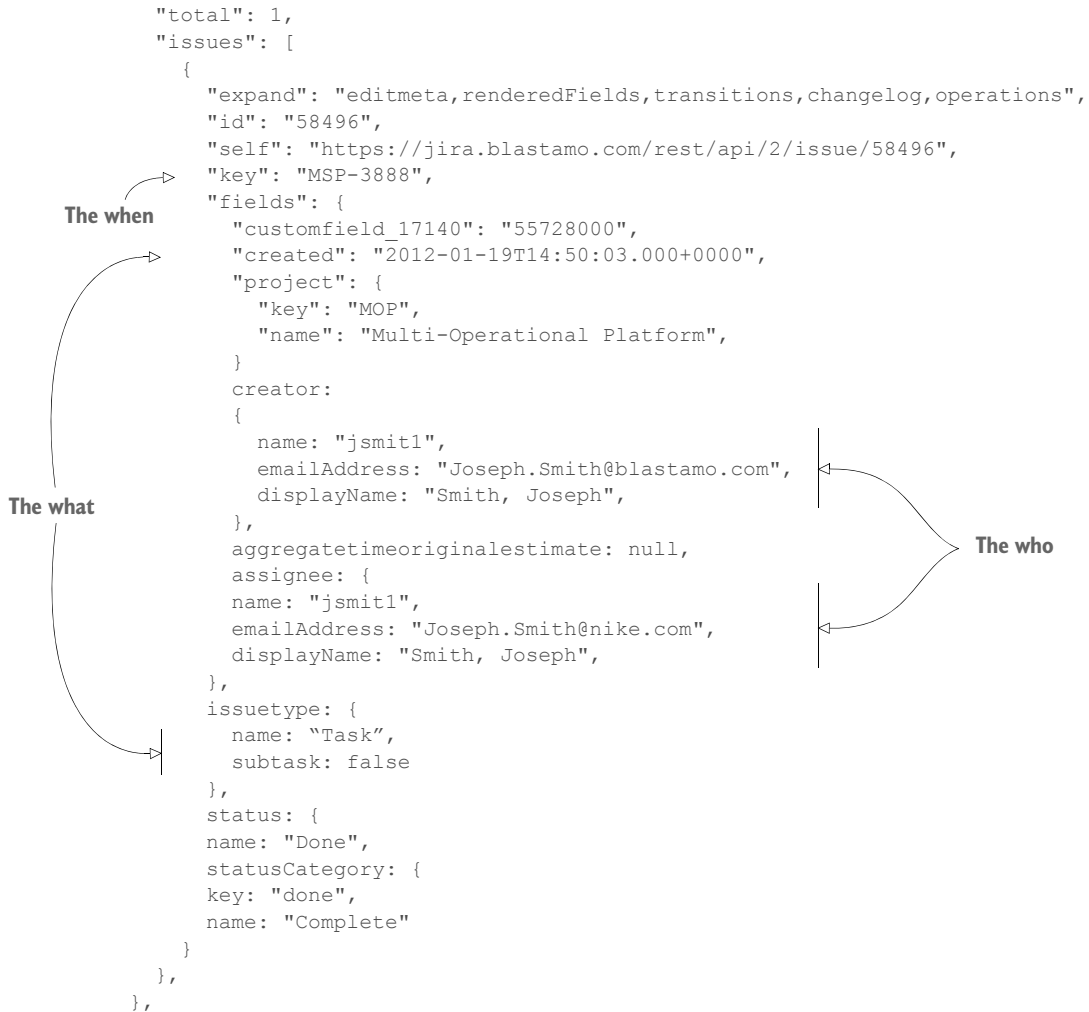 "total": 1,
"issues": [
{
"expand": "editmeta,renderedFields,transitions,changelog,operations",
"id": "58496",
"self": "https://jira.blastamo.com/rest/api/2/issue/58496",
"key": "MSP-3888",
"fields": {
The when
"customfield_17140": "55728000",
"created": "2012-01-19T14:50:03.000+0000",
"project": {
"key": "MOP",
"name": "Multi-Operational Platform",
}
creator:
{
name: "jsmit1",
emailAddress: "Joseph.Smith@blastamo.com",
displayName: "Smith, Joseph",
The what
},
aggregatetimeoriginalestimate: null,
The who
assignee: {
name: "jsmit1",
emailAddress: "Joseph.Smith@nike.com",
displayName: "Smith, Joseph",
},
issuetype: {
name: “Task”,
subtask: false
},
status: {
name: "Done",
statusCategory: {
key: "done",
name: "Complete"
}
},
},